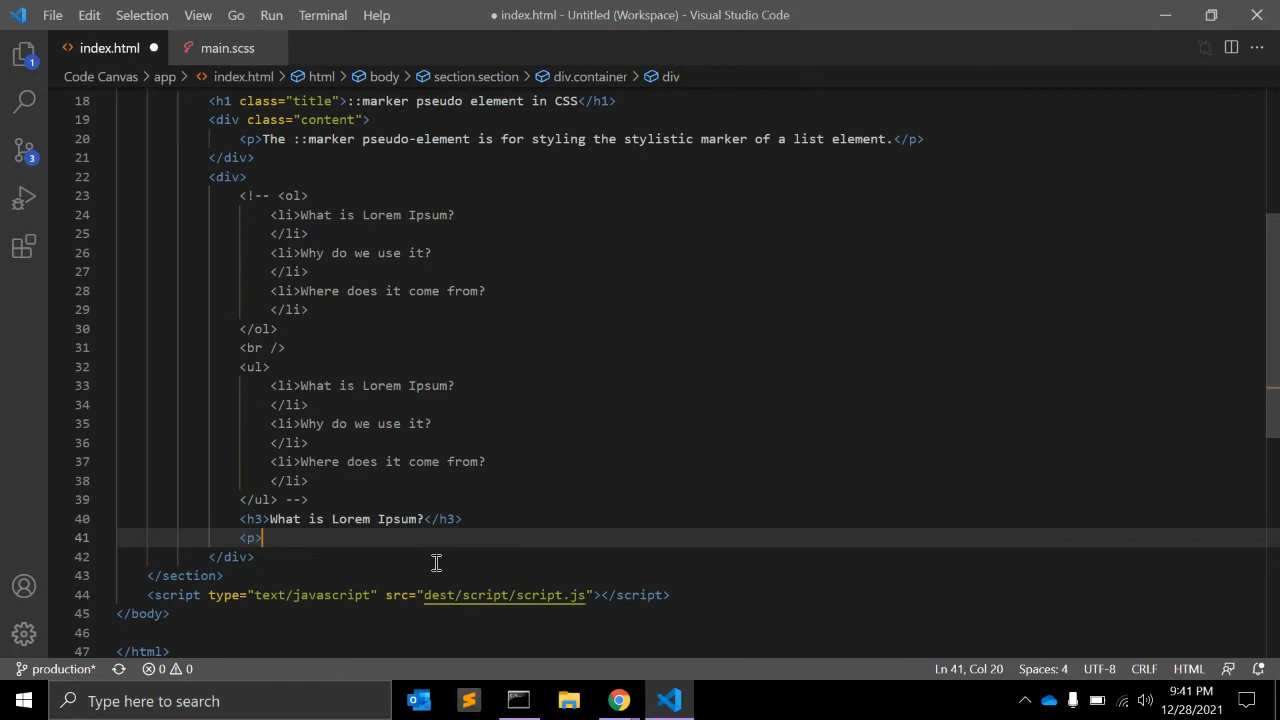 File Edit Selection View Go Run Terminal Help
● index.html - Untitled (Workspace) - Visual Studio Code
index.html ●
main.scss
Code Canvas > app > index.html > html > body > section.section > div.container > div
18 <h1 class="title">::marker pseudo element in CSS</h1>
19 <div class="content">
20 <p>The ::marker pseudo-element is for styling the stylistic marker of a list element.</p>
21 </div>
22 <div>
23 <!-- <ol>
24 <li>What is Lorem Ipsum?
25 </li>
26 <li>Why do we use it?
27 </li>
28 <li>Where does it come from?
29 </li>
30 </ol>
31 <br />
32 <ul>
33 <li>What is Lorem Ipsum?
34 </li>
35 <li>Why do we use it?
36 </li>
37 <li>Where does it come from?
38 </li>
39 </ul> -->
40 <h3>What is Lorem Ipsum?</h3>
41 <p>
42 </div>
43 </section>
44 <script type="text/javascript" src="dest/script/script.js"></script>
45 </body>
46
47 </html>
1
3
production*
0 0
Ln 41, Col 20
Spaces: 4
UTF-8
CRLF
HTML
Type here to search
9:41 PM
12/28/2021